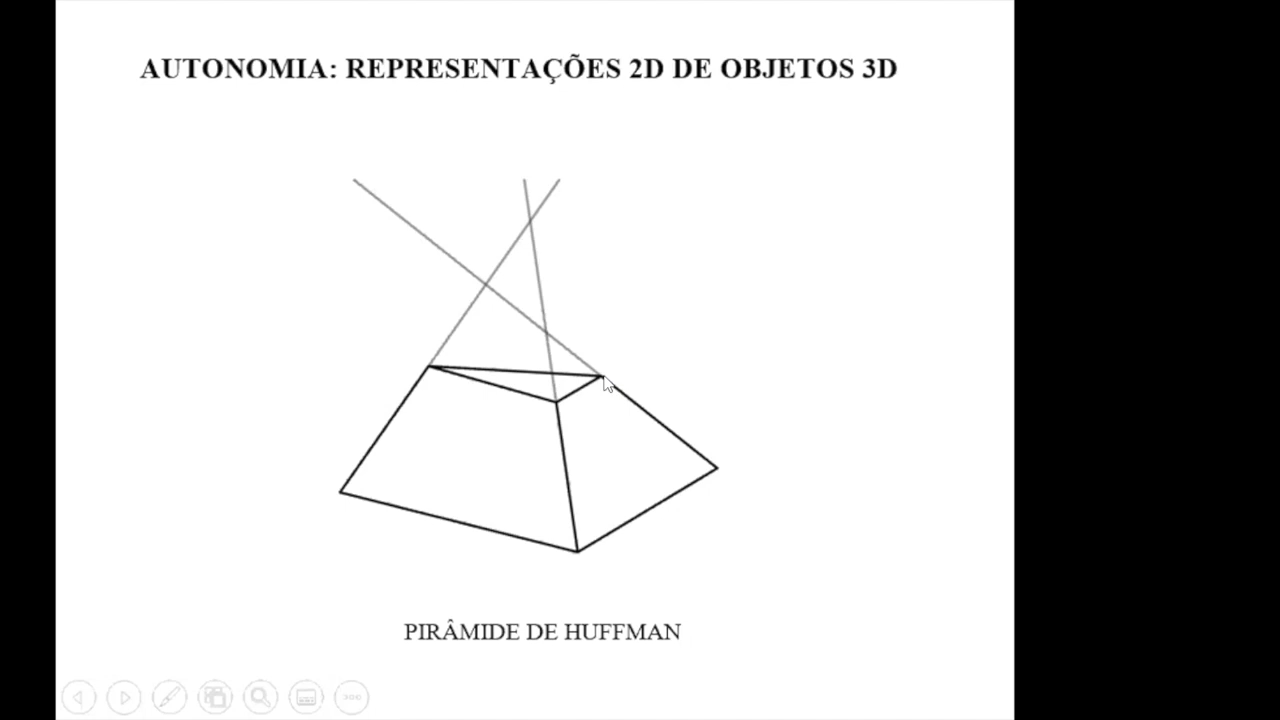 AUTONOMIA: REPRESENTAÇÕES 2D DE OBJETOS 3D
PIRÂMIDE DE HUFFMAN